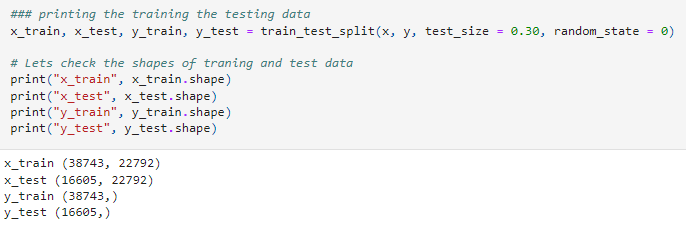 ### printing the training the testing data
x_train, x_test, y_train, y_test = train_test_split(x, y, test_size = 0.30, random_state = 0)
# Lets check the shapes of traning and test data
print("x_train", x_train.shape)
print("x_test", x_test.shape)
print("y_train", y_train.shape)
print("y_test", y_test.shape)
x_train (38743, 22792)
x_test (16605, 22792)
y_train (38743,)
y_test (16605,)